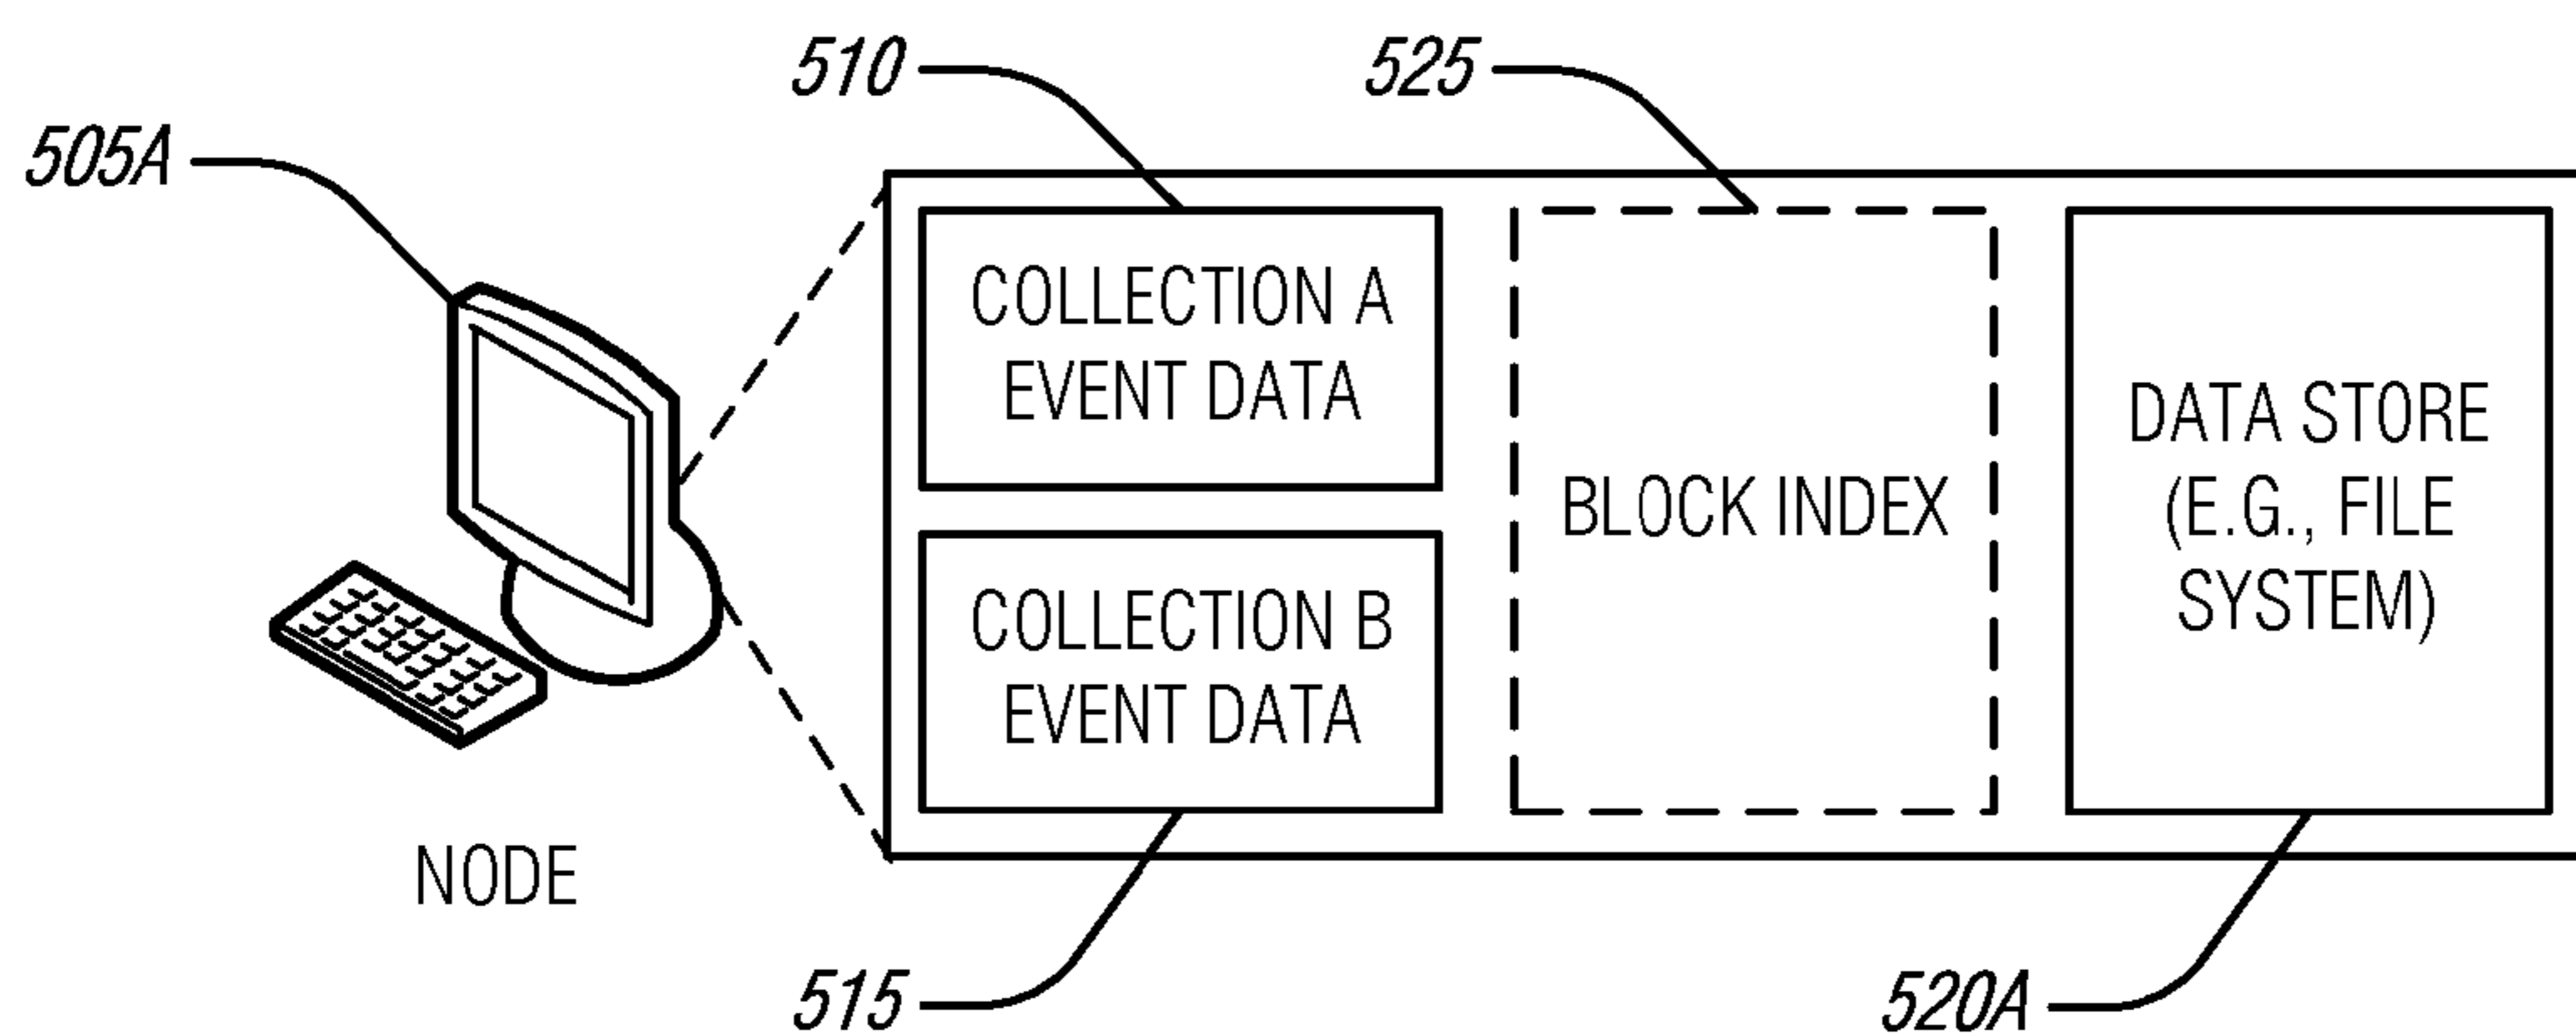 510
525
505A
COLLECTION A
EVENT DATA
BLOCK INDEX
DATA STORE
(E.G., FILE
SYSTEM)
COLLECTION B
EVENT DATA
NODE
515
520A